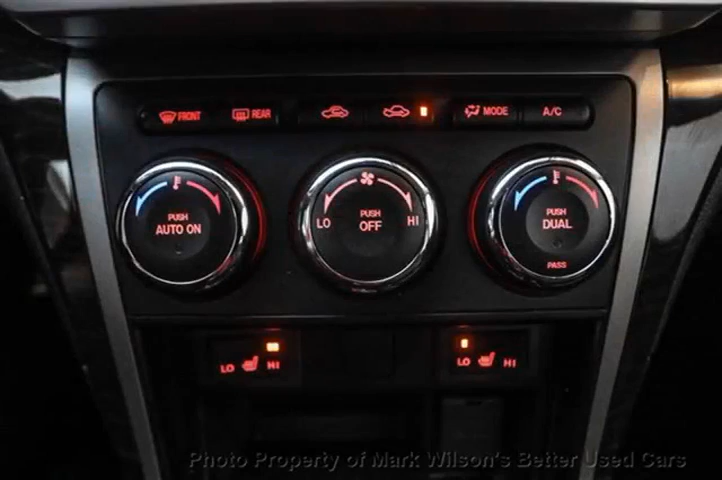 FRONT REAR MODE A/C
PUSH AUTO ON
LO PUSH OFF HI
PUSH DUAL
PASS
LO HI LO HI
Photo Property of Mark Wilson's Better Used Cars